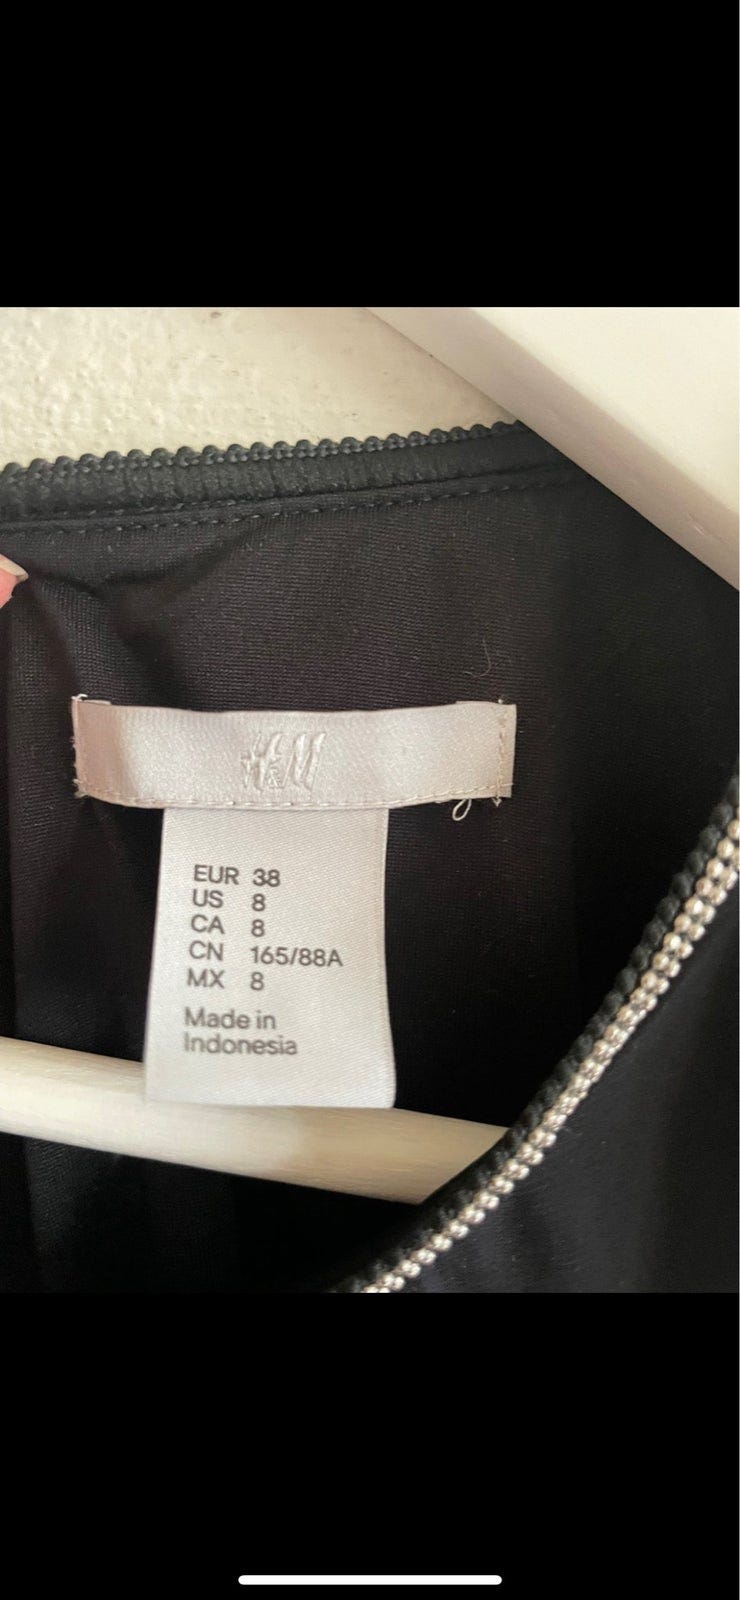 H&M
EUR 38
US 8
CA 8
CN 165/88A
MX 8
Made in
Indonesia